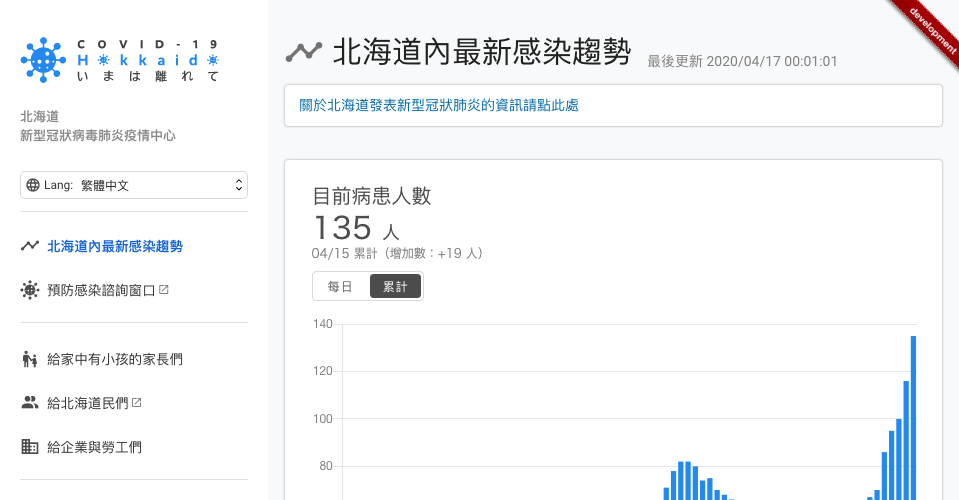 COVID-19
Hokkaido
いまは離れて
北海道
新型冠狀病毒肺炎疫情中心
Lang: 繁體中文
北海道內最新感染趨勢
預防感染諮詢窗口
給家中有小孩的家長們
給北海道民們
給企業與勞工們
北海道內最新感染趨勢 最後更新 2020/04/17 00:01:01
development
關於北海道發表新型冠狀肺炎的資訊請點此處
目前病患人數
135 人
04/15 累計（增加數：+19 人）
每日 累計
140
120
100
80